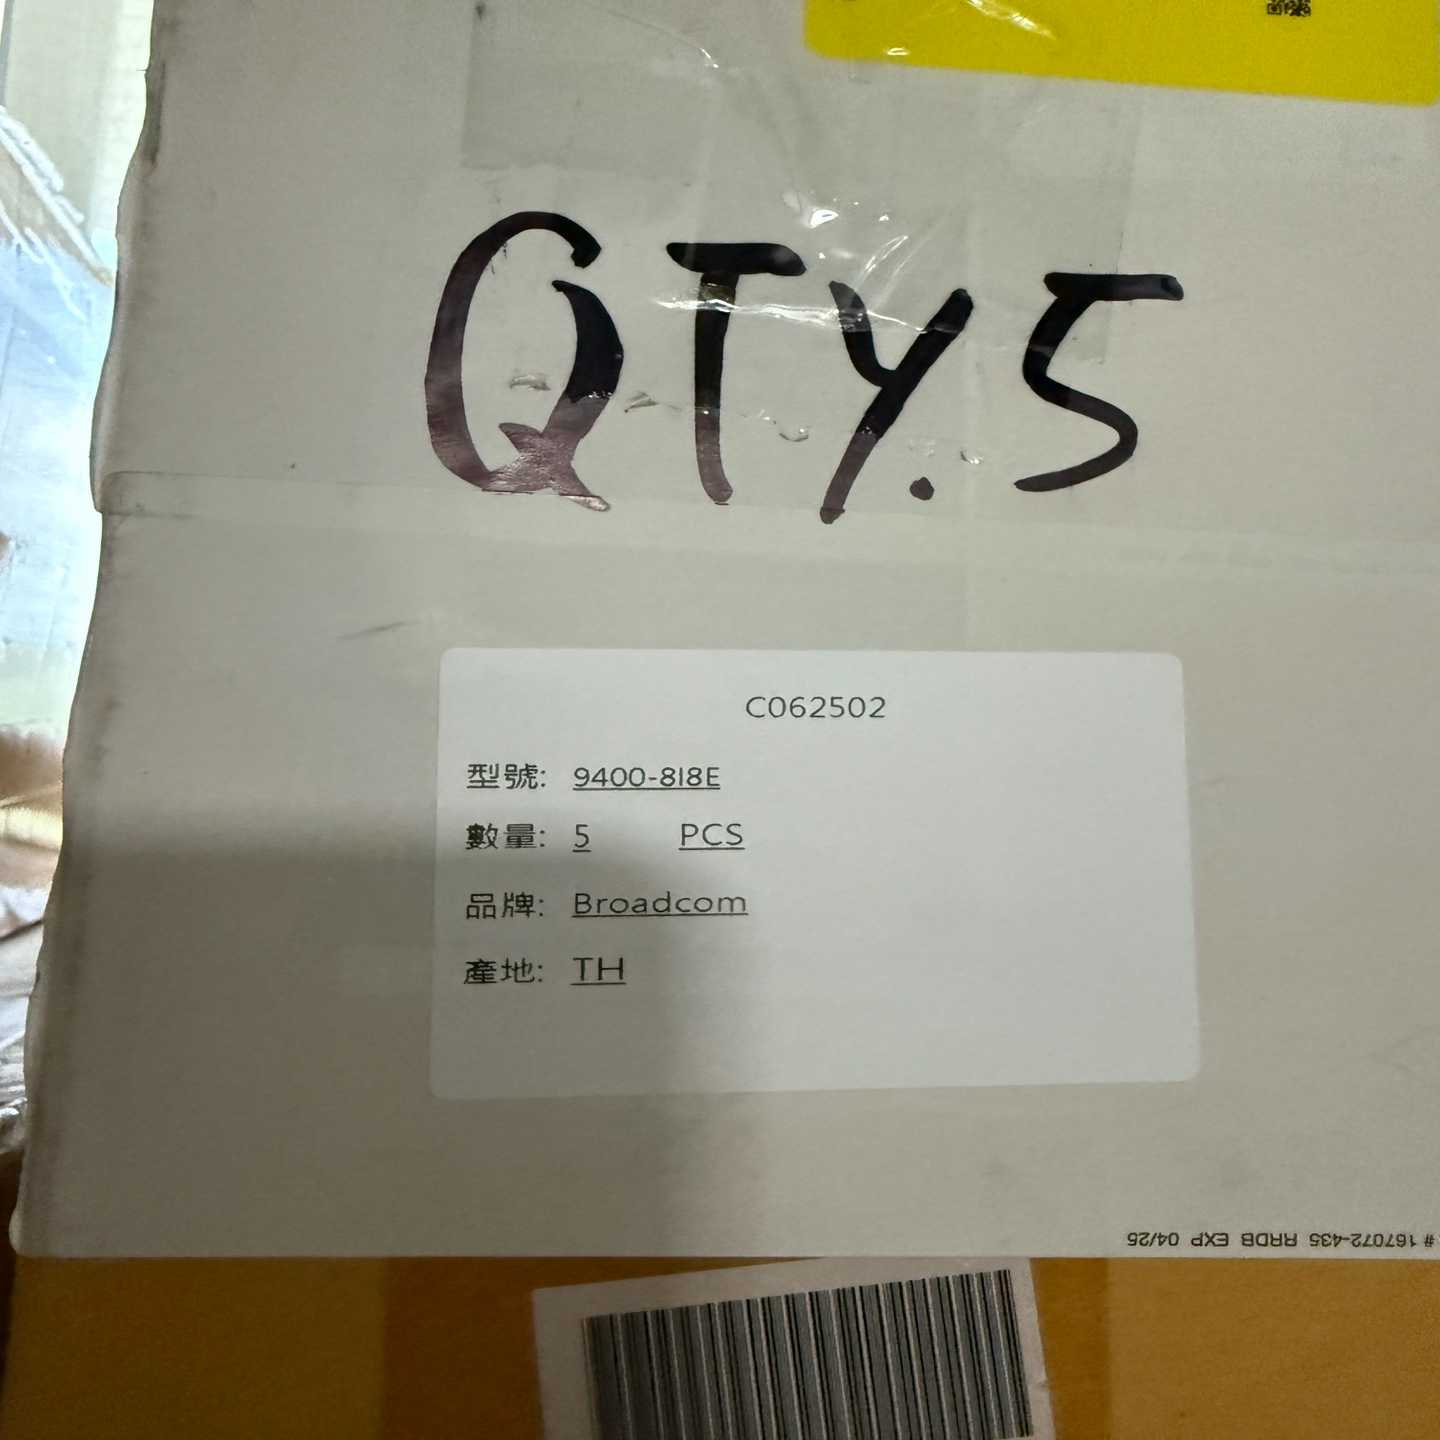 QTY.5
C062502
型號: 9400-8I8E
數量: 5 PCS
品牌: Broadcom
產地: TH
# 167072-435 RRDB EXP 04/25